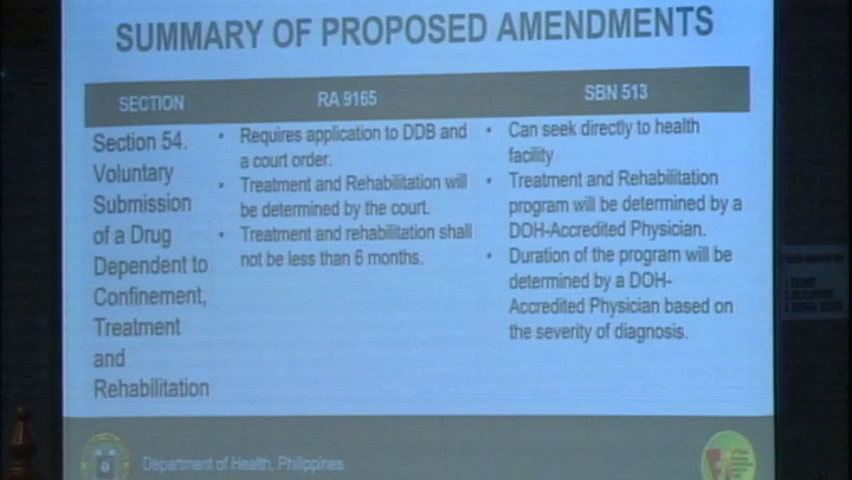 SUMMARY OF PROPOSED AMENDMENTS
SECTION
RA 9165
SBN 513
Section 54.
Voluntary
Submission
of a Drug
Dependent to
Confinement,
Treatment
and
Rehabilitation
• Requires application to DDB and
a court order.
• Treatment and Rehabilitation will
be determined by the court.
• Treatment and rehabilitation shall
not be less than 6 months.
• Can seek directly to health
facility
• Treatment and Rehabilitation
program will be determined by a
DOH-Accredited Physician.
• Duration of the program will be
determined by a DOH-
Accredited Physician based on
the severity of diagnosis.
Department of Health, Philippines